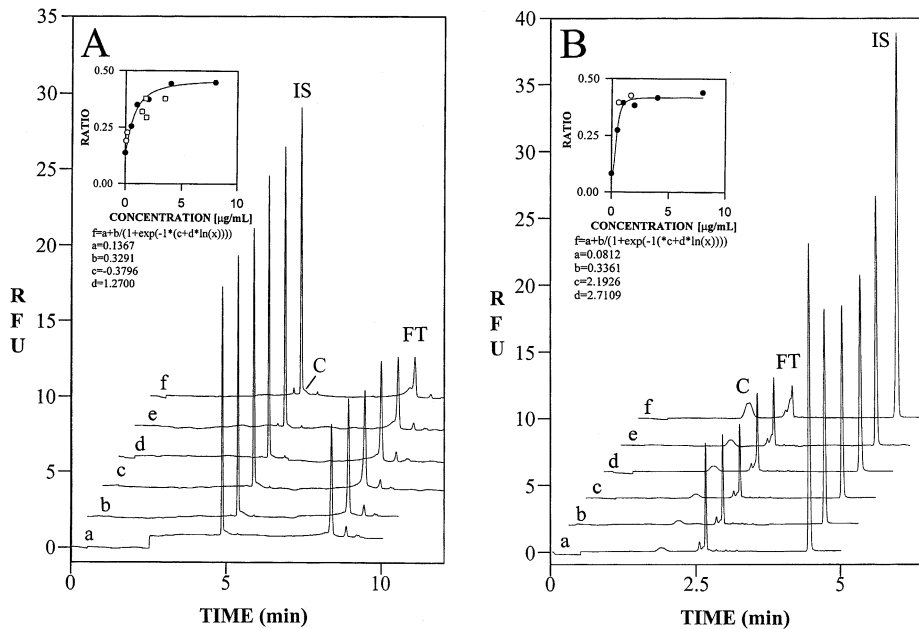 A
35
30
25
20
15
10
5
0
R
F
U
0
5
10
TIME (min)
IS
C
FT
f
e
d
c
b
a
0.50
0.25
0.00
RATIO
0
5
10
CONCENTRATION [µg/mL]
f=a+b/(1+exp(-1*(c+d*ln(x))))
a=0.1367
b=0.3291
c=-0.3796
d=1.2700
B
40
35
30
25
20
15
10
5
0
R
F
U
0
2.5
5
TIME (min)
IS
C
FT
f
e
d
c
b
a
0.50
0.25
0.00
RATIO
0
5
10
CONCENTRATION [µg/mL]
f=a+b/(1+exp(-1(*c+d*ln(x))))
a=0.0812
b=0.3361
c=2.1926
d=2.7109